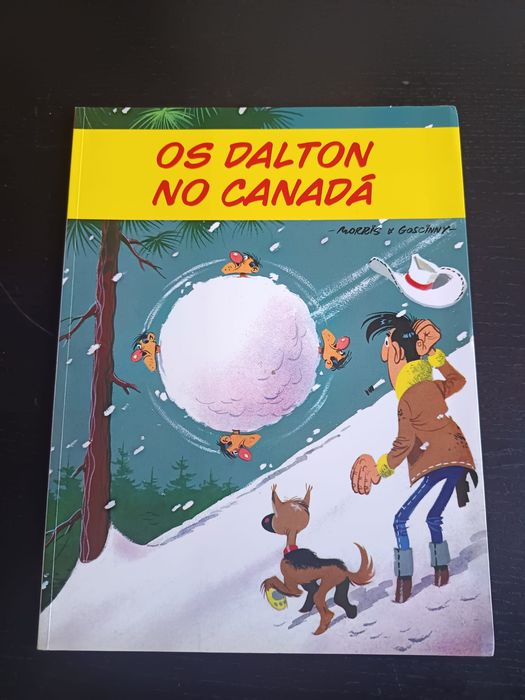 OS DALTON
NO CANADÁ
-MORRIS & GOSCINNY-